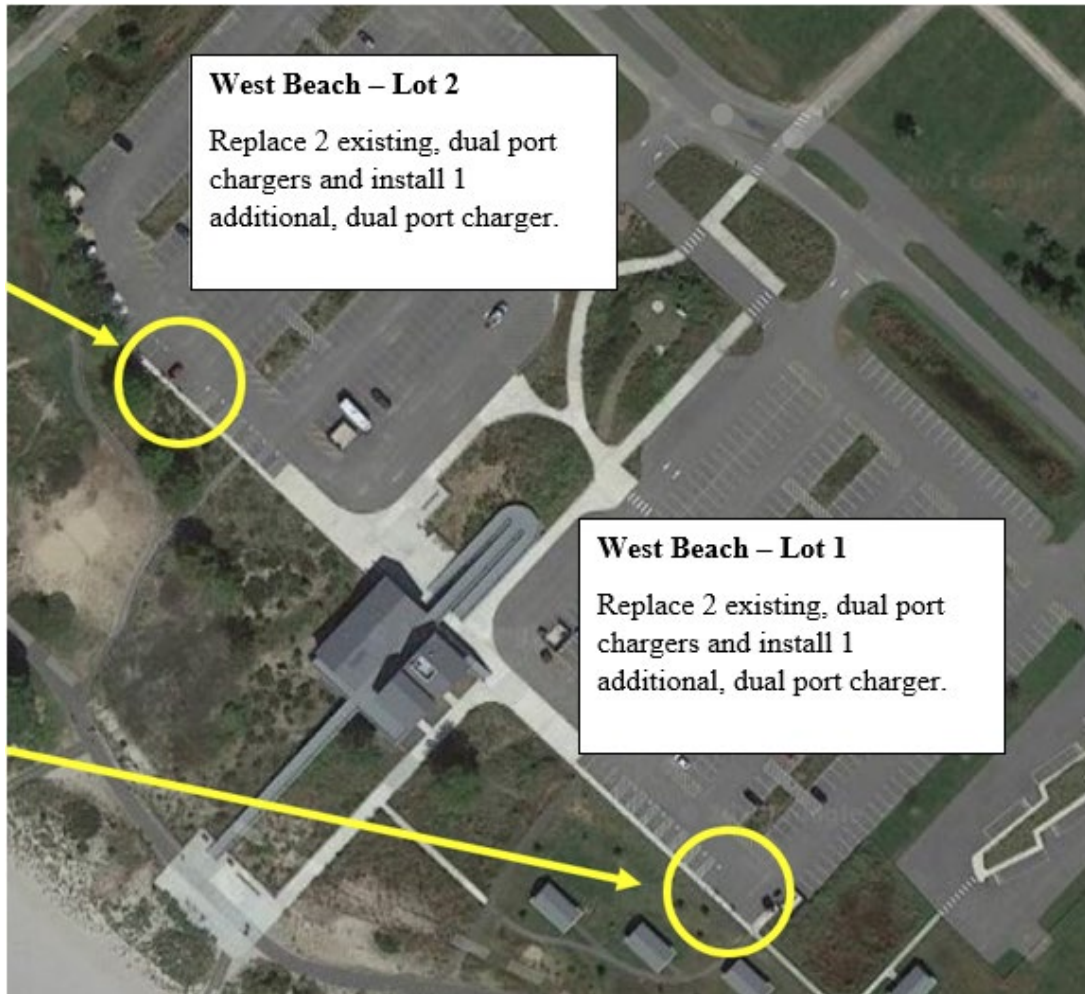 West Beach – Lot 2
Replace 2 existing, dual port
chargers and install 1
additional, dual port charger.
West Beach – Lot 1
Replace 2 existing, dual port
chargers and install 1
additional, dual port charger.